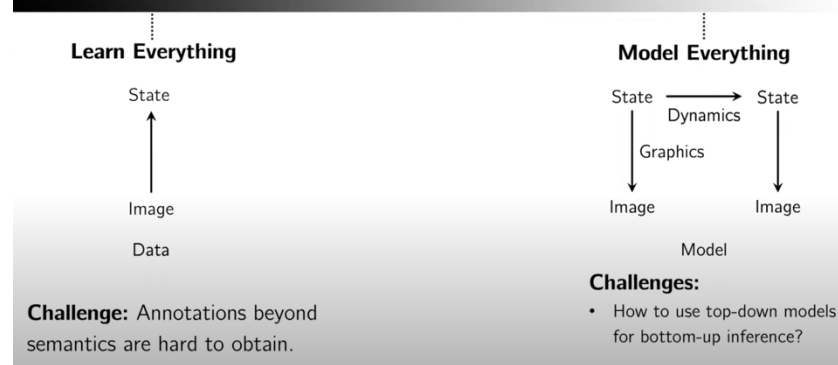 Learn Everything
State
Image
Data
Challenge: Annotations beyond
semantics are hard to obtain.
Model Everything
State
State
Dynamics
Graphics
Image
Image
Model
Challenges:
• How to use top-down models
for bottom-up inference?